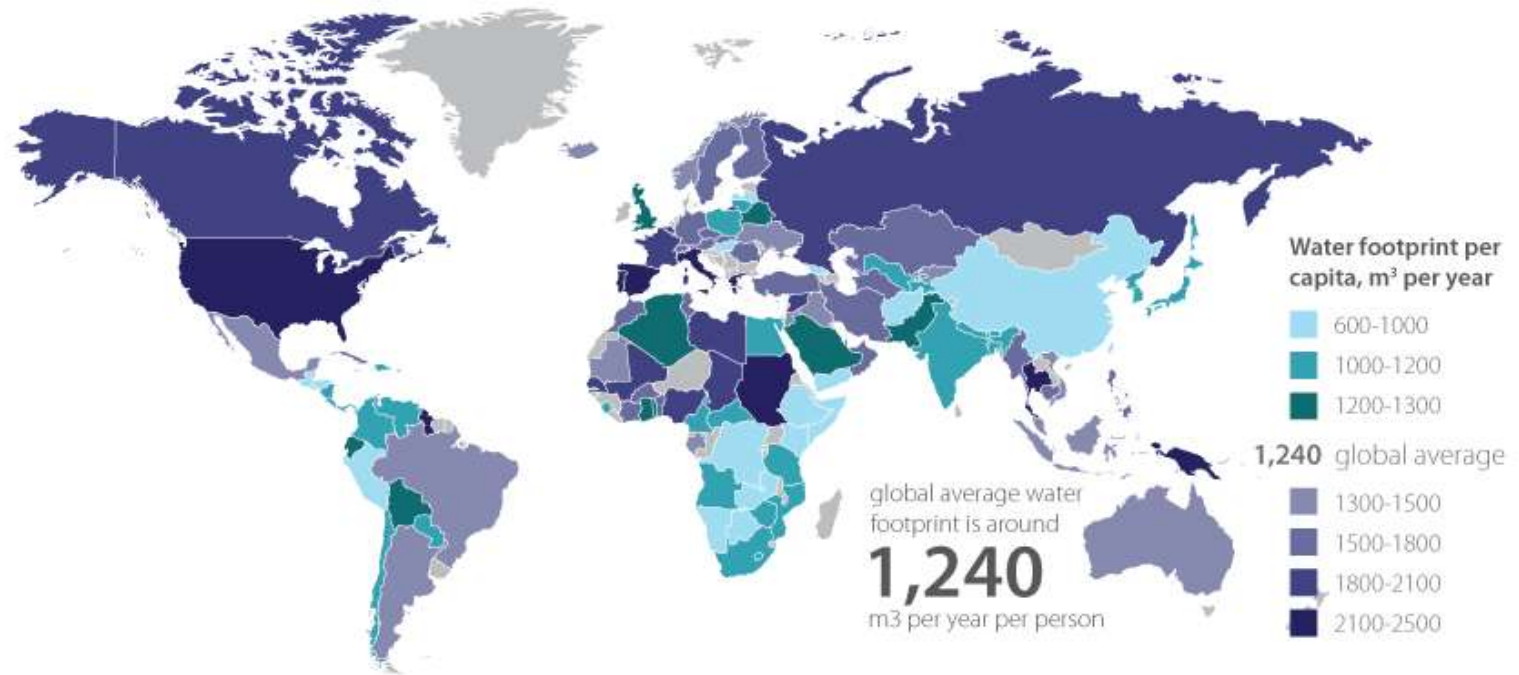 Water footprint per
capita, m³ per year
600-1000
1000-1200
1200-1300
1,240 global average
1300-1500
1500-1800
1800-2100
2100-2500
global average water
footprint is around
1,240
m3 per year per person